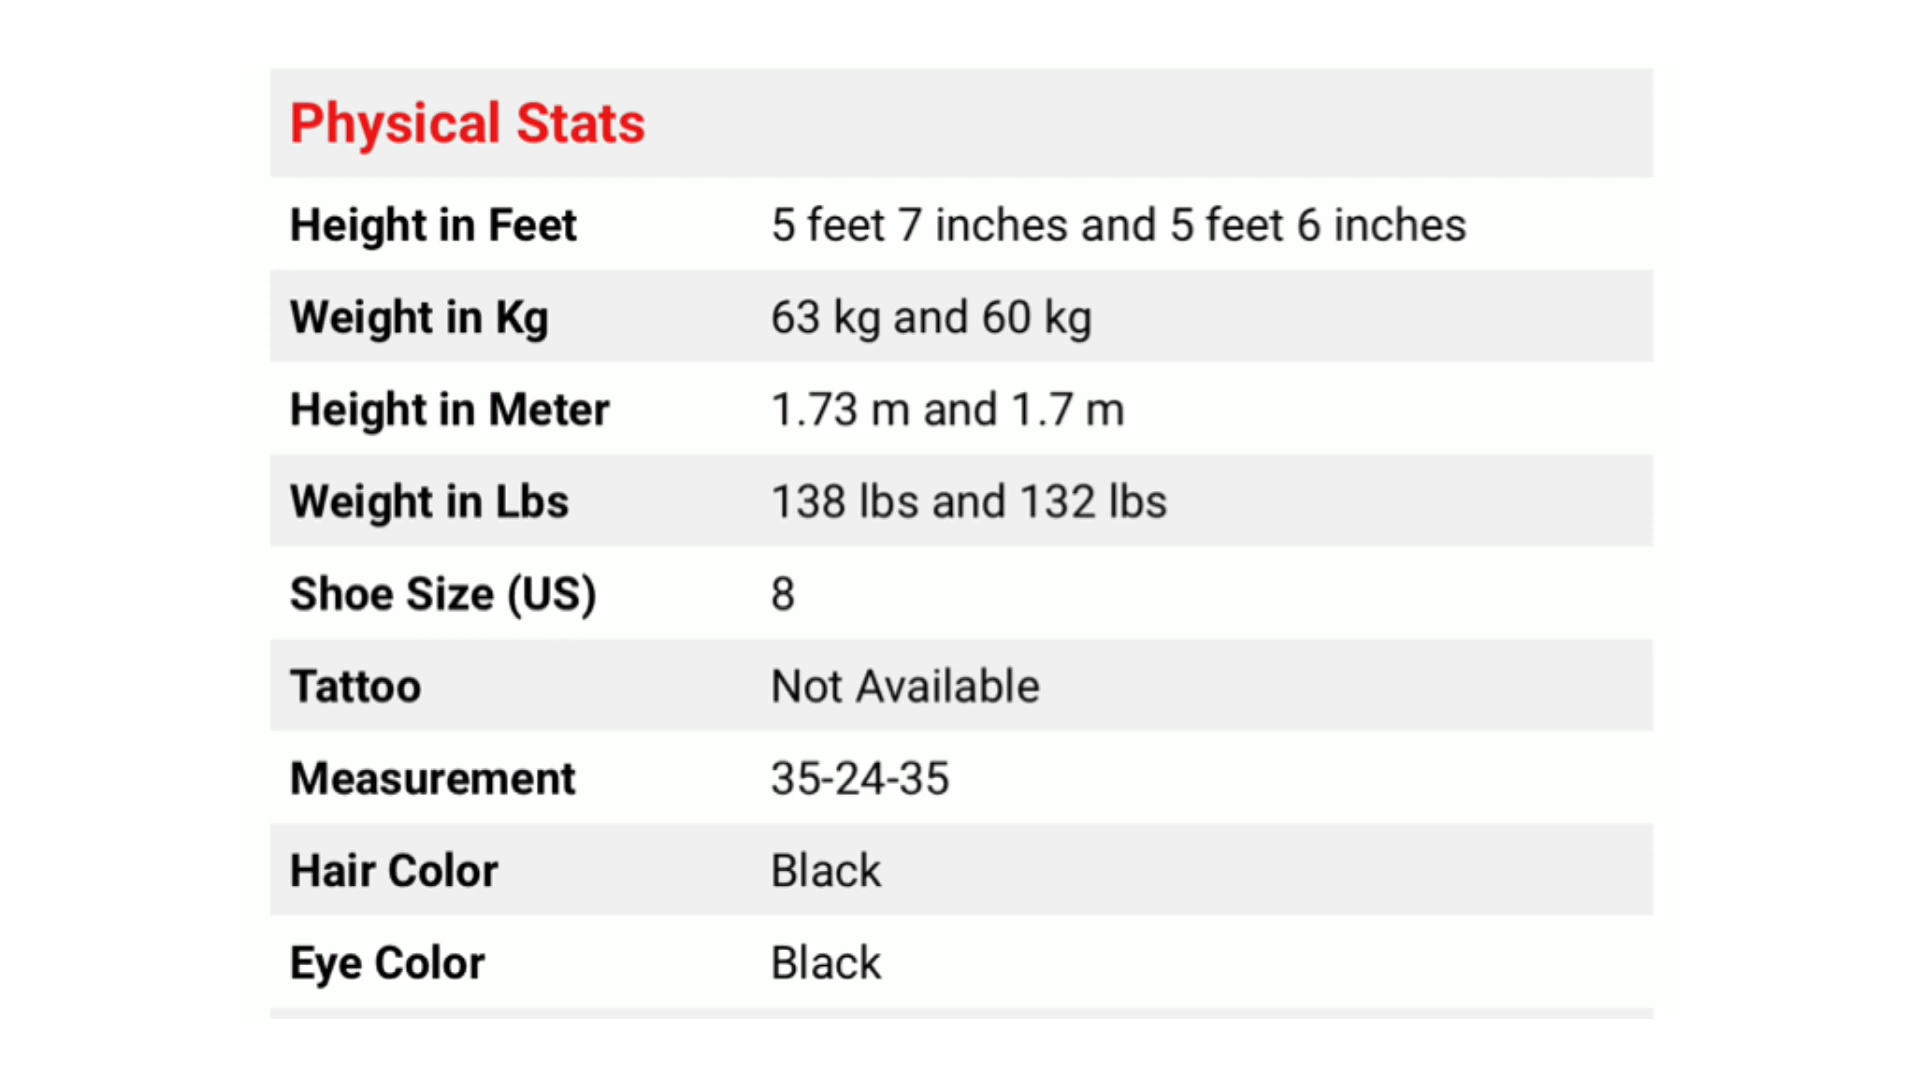 Physical Stats
Height in Feet 5 feet 7 inches and 5 feet 6 inches
Weight in Kg 63 kg and 60 kg
Height in Meter 1.73 m and 1.7 m
Weight in Lbs 138 lbs and 132 lbs
Shoe Size (US) 8
Tattoo Not Available
Measurement 35-24-35
Hair Color Black
Eye Color Black